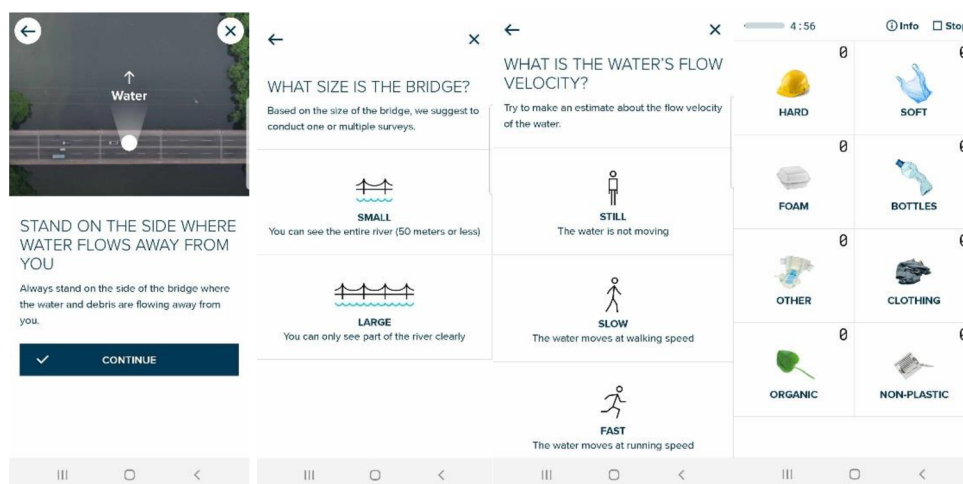 Water
STAND ON THE SIDE WHERE
WATER FLOWS AWAY FROM
YOU
Always stand on the side of the bridge where
the water and debris are flowing away from
you.
CONTINUE
WHAT SIZE IS THE BRIDGE?
Based on the size of the bridge, we suggest to
conduct one or multiple surveys.
SMALL
You can see the entire river (50 meters or less)
LARGE
You can only see part of the river clearly
WHAT IS THE WATER'S FLOW
VELOCITY?
Try to make an estimate about the flow velocity
of the water.
STILL
The water is not moving
SLOW
The water moves at walking speed
FAST
The water moves at running speed
4:56 Info Stop
0
HARD SOFT
0
FOAM BOTTLES
0
OTHER CLOTHING
0
ORGANIC NON-PLASTIC